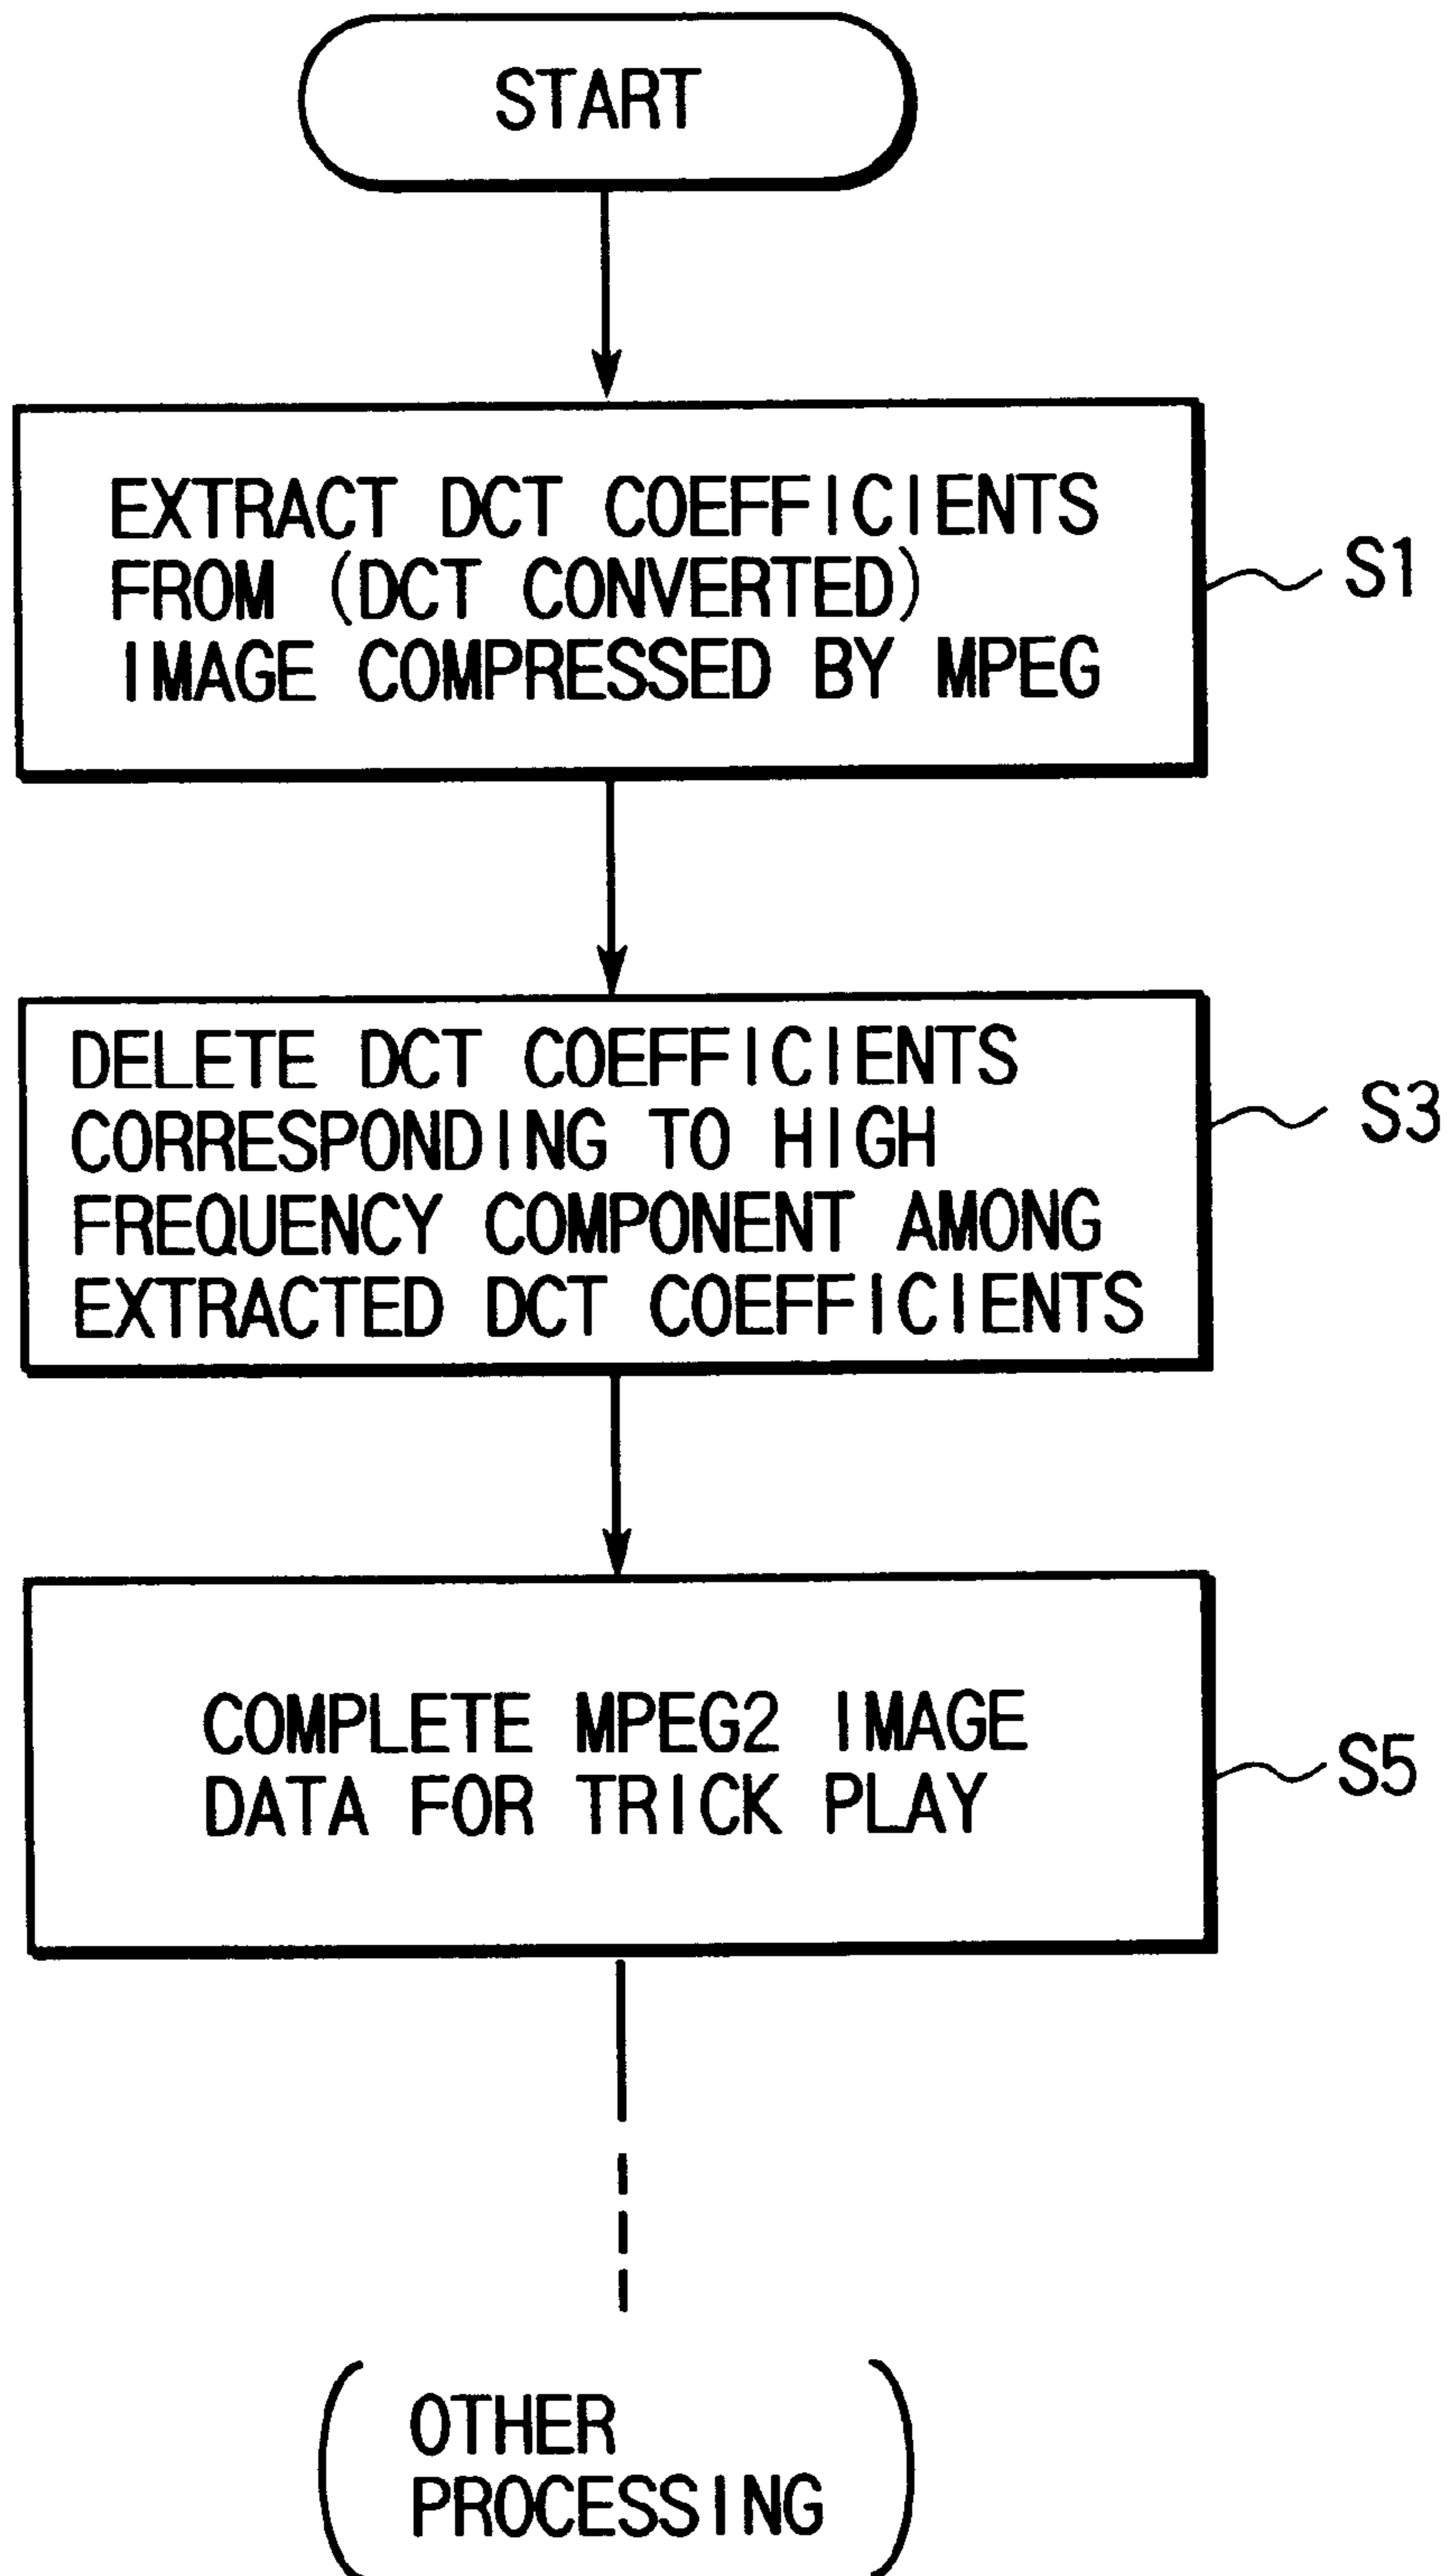 START
EXTRACT DCT COEFFICIENTS
FROM (DCT CONVERTED)
IMAGE COMPRESSED BY MPEG
S1
DELETE DCT COEFFICIENTS
CORRESPONDING TO HIGH
FREQUENCY COMPONENT AMONG
EXTRACTED DCT COEFFICIENTS
S3
COMPLETE MPEG2 IMAGE
DATA FOR TRICK PLAY
S5
(OTHER
PROCESSING)